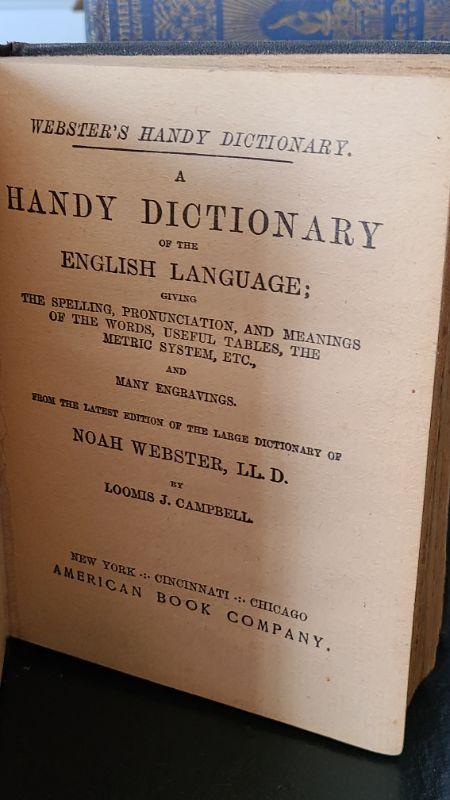 WEBSTER'S HANDY DICTIONARY.
A
HANDY DICTIONARY
OF THE
ENGLISH LANGUAGE;
GIVING
THE SPELLING, PRONUNCIATION, AND MEANINGS
OF THE WORDS, USEFUL TABLES, THE
METRIC SYSTEM, ETC.,
AND
MANY ENGRAVINGS.
FROM THE LATEST EDITION OF THE LARGE DICTIONARY OF
NOAH WEBSTER, LL. D.
BY
LOOMIS J. CAMPBELL.
NEW YORK .:. CINCINNATI .:. CHICAGO
AMERICAN BOOK COMPANY.